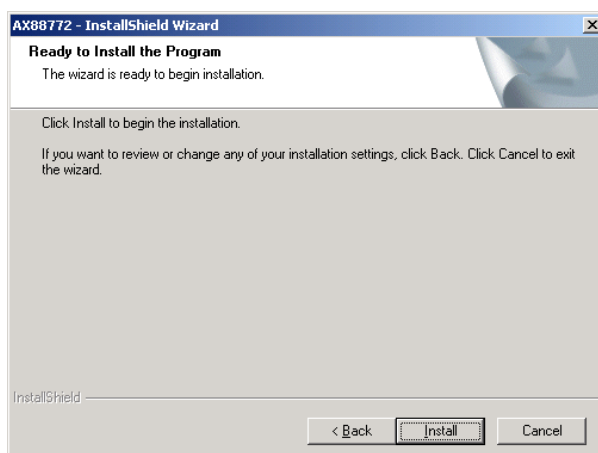 AX88772 - InstallShield Wizard
Ready to Install the Program
The wizard is ready to begin installation.
Click Install to begin the installation.
If you want to review or change any of your installation settings, click Back. Click Cancel to exit
the wizard.
InstallShield
< Back Install Cancel